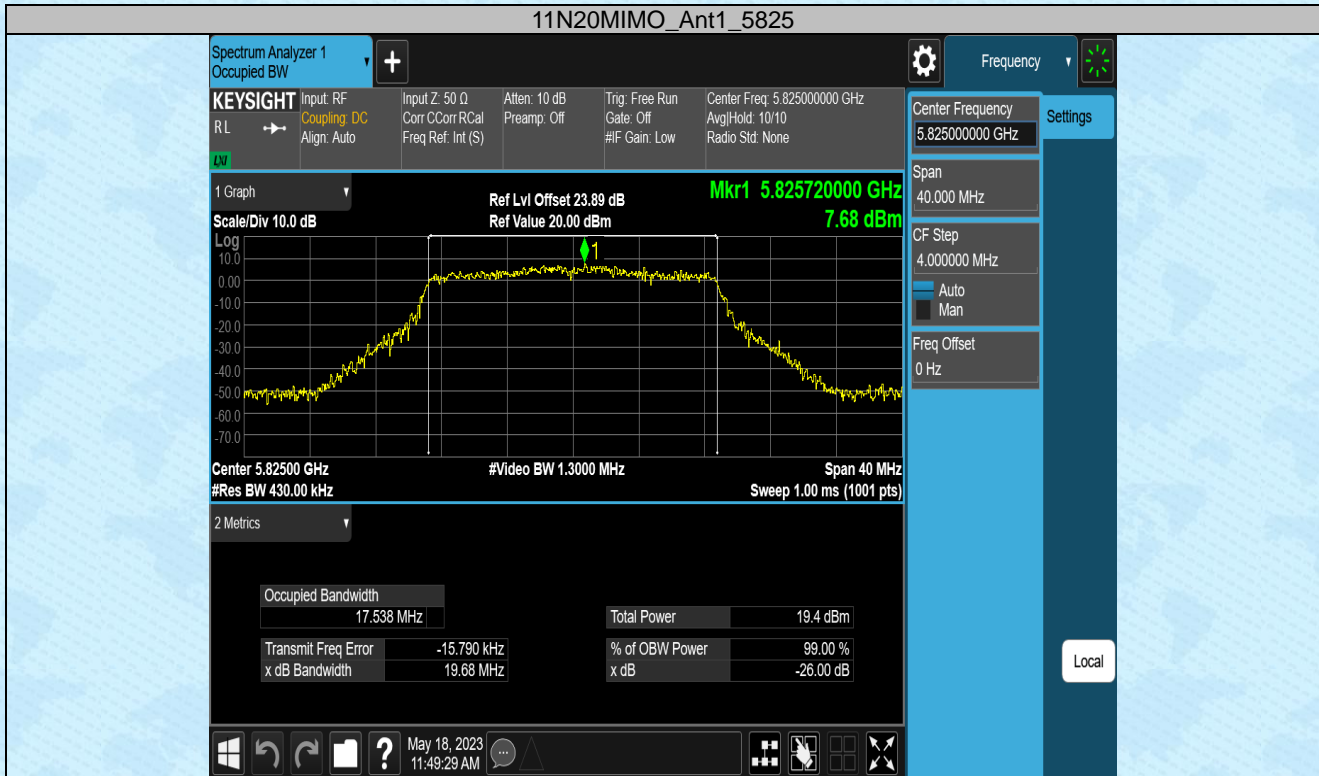 11N20MIMO_Ant1_5825
Spectrum Analyzer 1
Occupied BW
Frequency
KEYSIGHT
RL
LXI
Input: RF
Coupling: DC
Align: Auto
Input Z: 50 Ω
Corr CCorr RCal
Freq Ref: Int (S)
Atten: 10 dB
Preamp: Off
Trig: Free Run
Gate: Off
#IF Gain: Low
Center Freq: 5.825000000 GHz
Avg|Hold: 10/10
Radio Std: None
Center Frequency
5.825000000 GHz
Settings
Span
40.000 MHz
CF Step
4.000000 MHz
Auto
Man
Freq Offset
0 Hz
Local
1 Graph
Scale/Div 10.0 dB
Ref Lvl Offset 23.89 dB
Ref Value 20.00 dBm
Mkr1 5.825720000 GHz
7.68 dBm
Log
1
10.0
0.00
-10.0
-20.0
-30.0
-40.0
-50.0
-60.0
-70.0
Center 5.82500 GHz
#Video BW 1.3000 MHz
Span 40 MHz
#Res BW 430.00 kHz
Sweep 1.00 ms (1001 pts)
2 Metrics
Occupied Bandwidth
17.538 MHz
Total Power 19.4 dBm
Transmit Freq Error -15.790 kHz
% of OBW Power 99.00 %
x dB Bandwidth 19.68 MHz
x dB -26.00 dB
?
May 18, 2023
11:49:29 AM